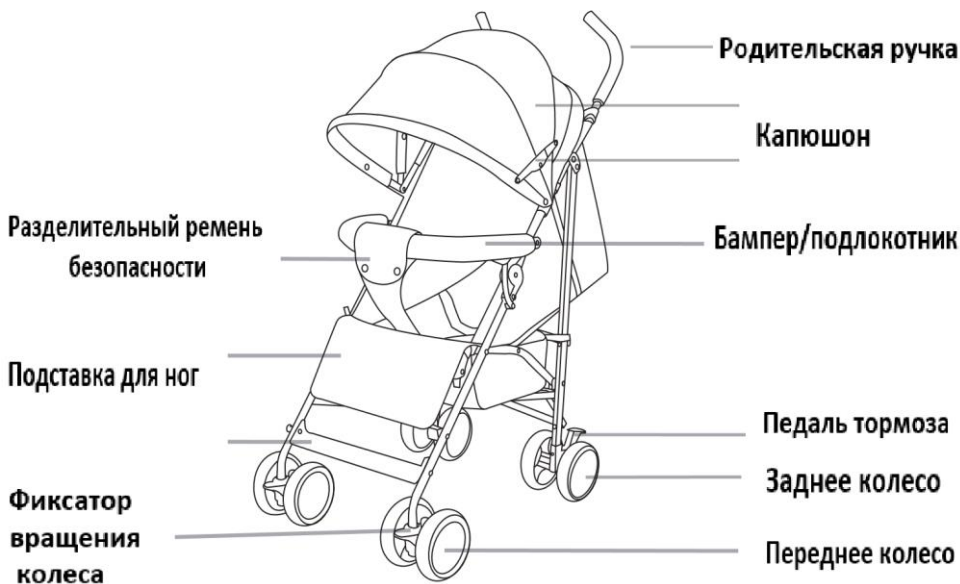 Родительская ручка
Капюшон
Разделительный ремень
безопасности
Бампер/подлокотник
Подставка для ног
Педаль тормоза
Заднее колесо
Фиксатор
вращения
колеса
Переднее колесо